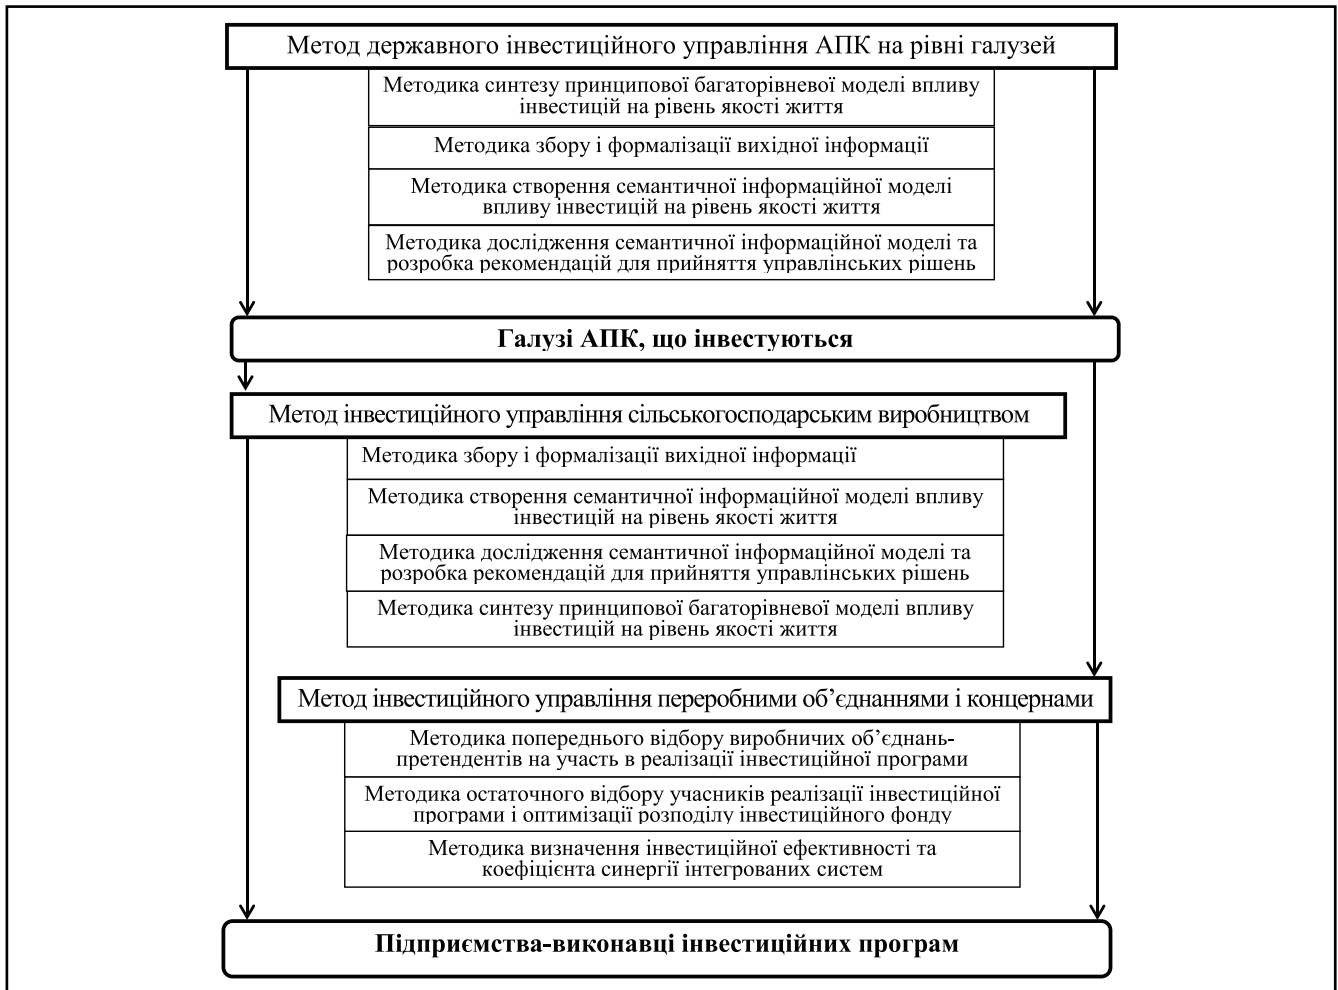 Метод державного інвестиційного управління АПК на рівні галузей
Методика синтезу принципової багаторівневої моделі впливу
інвестицій на рівень якості життя
Методика збору і формалізації вихідної інформації
Методика створення семантичної інформаційної моделі
впливу інвестицій на рівень якості життя
Методика дослідження семантичної інформаційної моделі та
розробка рекомендацій для прийняття управлінських рішень
Галузі АПК, що інвестуються
Метод інвестиційного управління сільськогосподарським виробництвом
Методика збору і формалізації вихідної інформації
Методика створення семантичної інформаційної моделі впливу
інвестицій на рівень якості життя
Методика дослідження семантичної інформаційної моделі та
розробка рекомендацій для прийняття управлінських рішень
Методика синтезу принципової багаторівневої моделі впливу
інвестицій на рівень якості життя
Метод інвестиційного управління переробними об’єднаннями і концернами
Методика попереднього відбору виробничих об’єднань-
претендентів на участь в реалізації інвестиційної програми
Методика остаточного відбору учасників реалізації інвестиційної
програми і оптимізації розподілу інвестиційного фонду
Методика визначення інвестиційної ефективності та
коефіцієнта синергії інтегрованих систем
Підприємства-виконавці інвестиційних програм